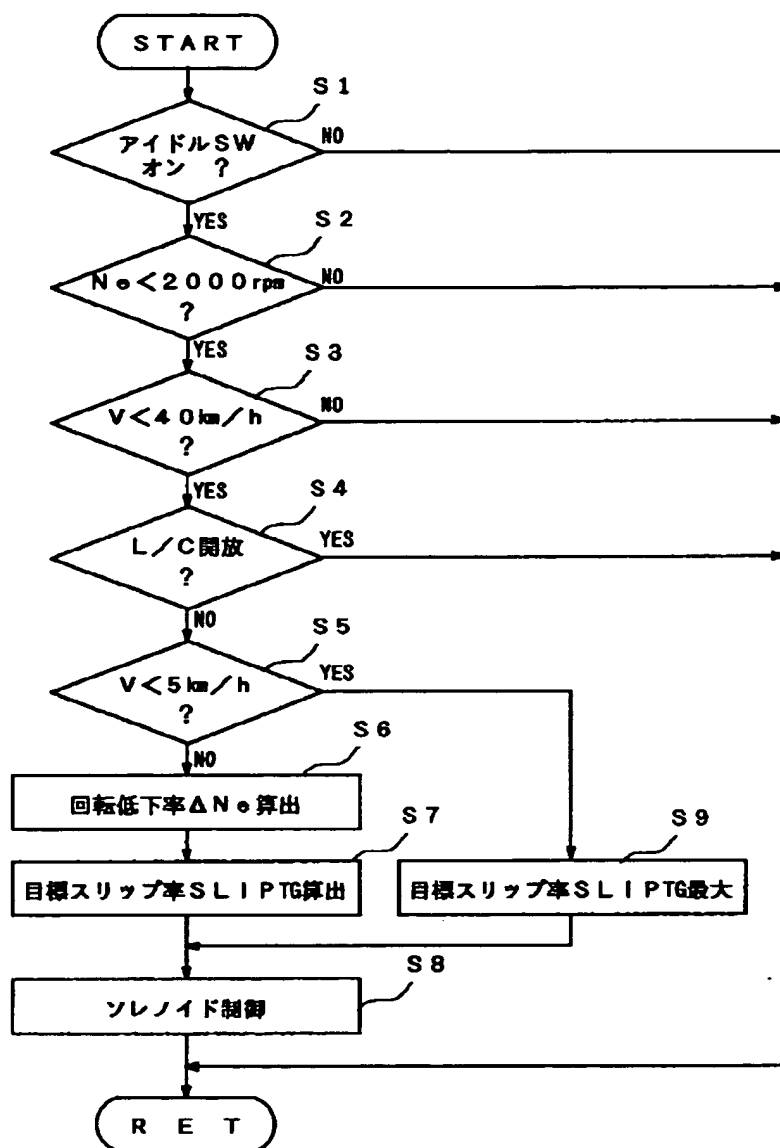 START
S1
アイドルSW
オン ?
NO
YES
S2
Ne<2000rpm
?
NO
YES
S3
V<40km/h
?
NO
YES
S4
L/C開放
?
YES
NO
S5
V<5km/h
?
YES
NO
S6
回転低下率ΔNe算出
S7
目標スリップ率SLIPTG算出
S9
目標スリップ率SLIPTG最大
S8
ソレノイド制御
RET